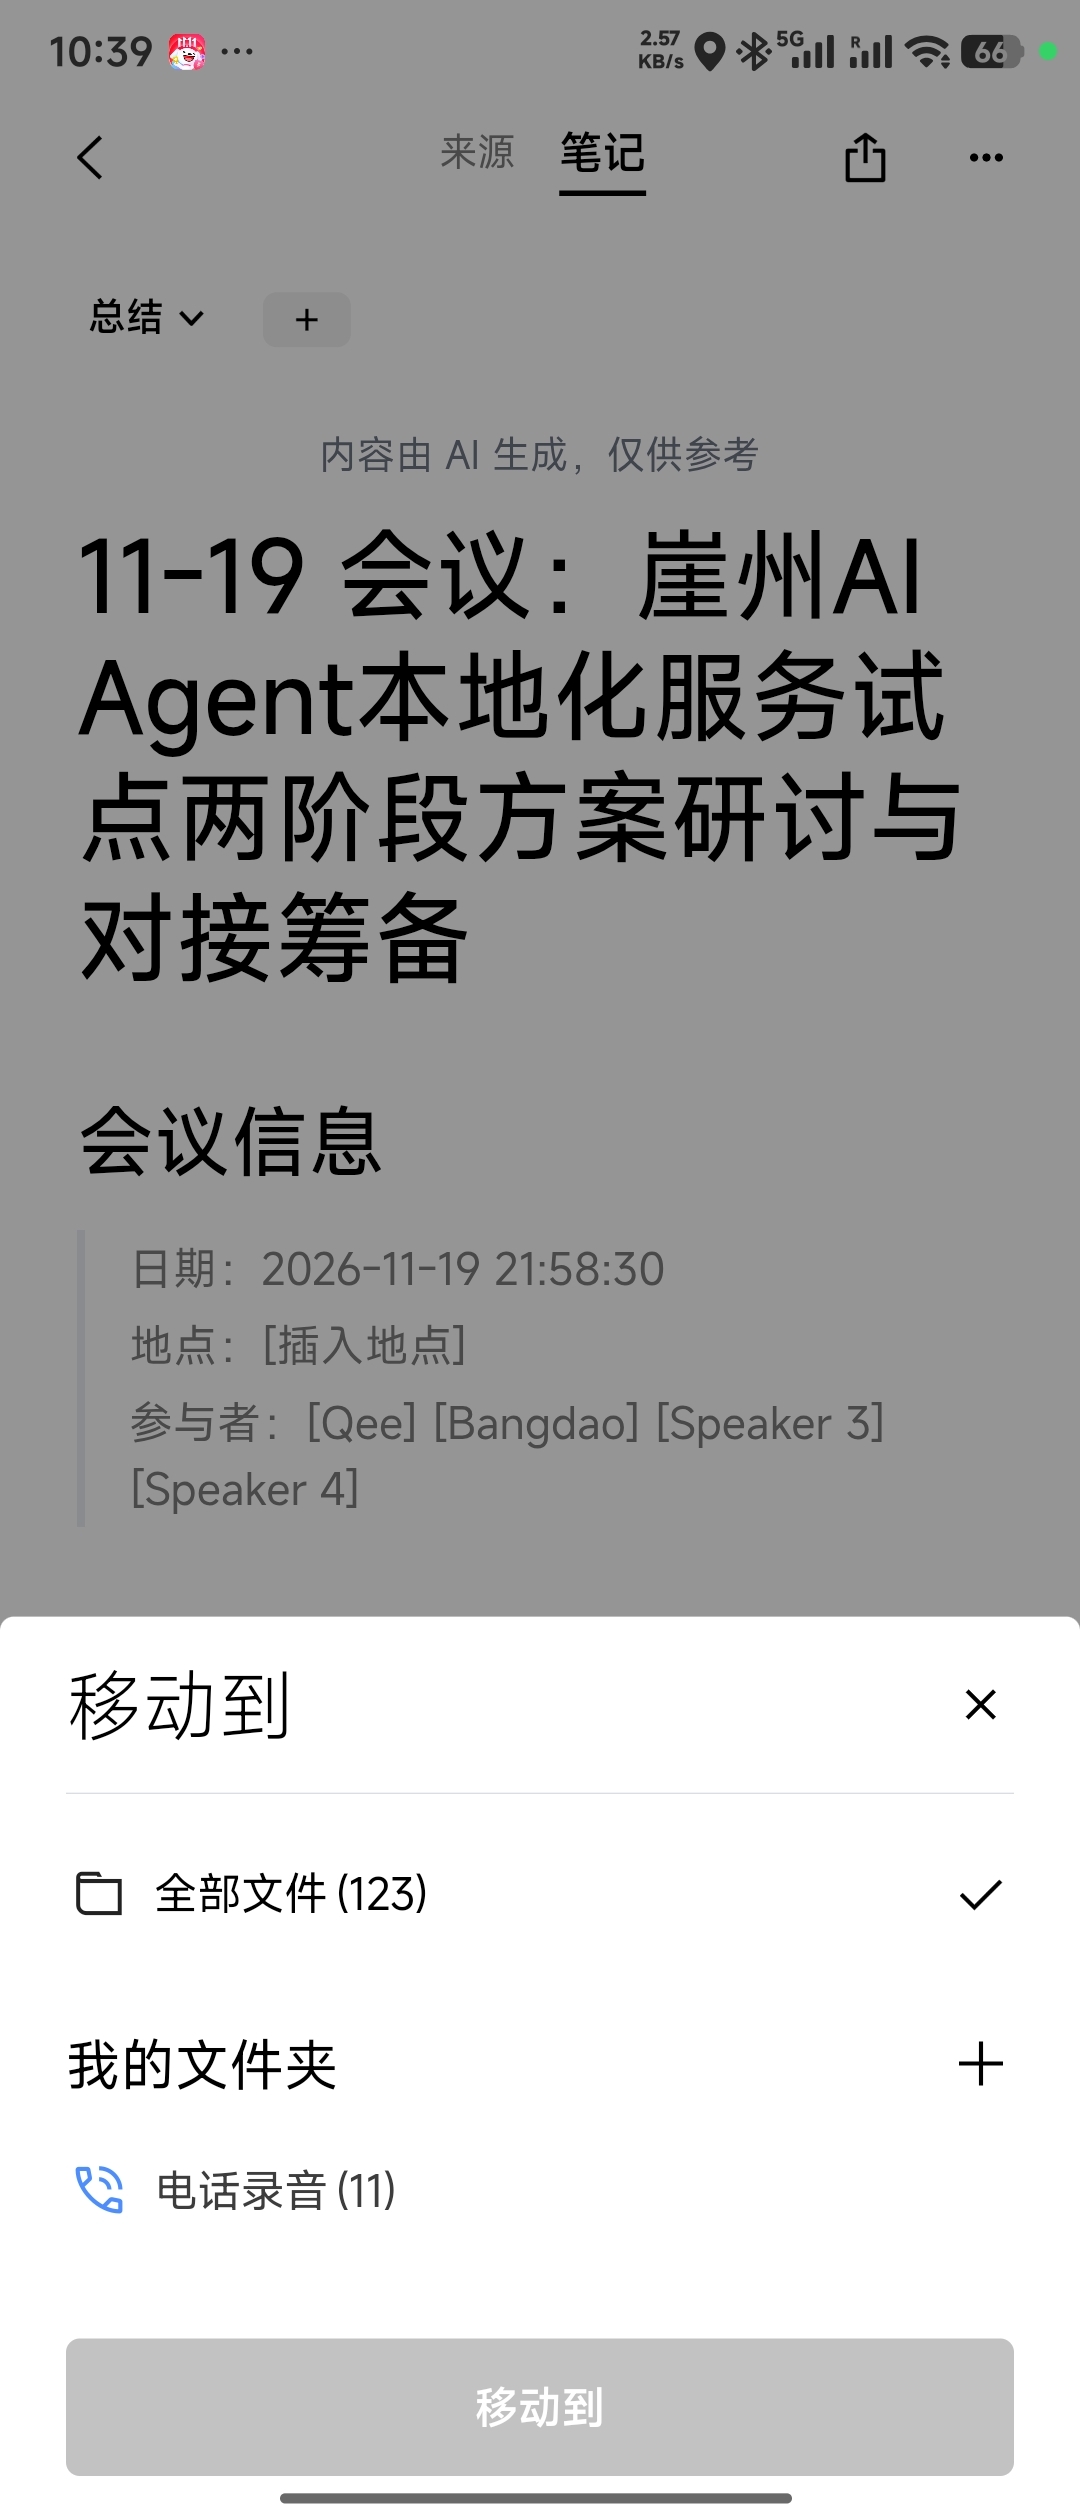 10:39
2.57
KB/s
5G
R
66
来源
笔记
总结
内容由 AI 生成，仅供参考
11-19 会议：崖州AI
Agent本地化服务试
点两阶段方案研讨与
对接筹备
会议信息
日期：2026-11-19 21:58:30
地点：[插入地点]
参与者：[Qee] [Bangdao] [Speaker 3]
[Speaker 4]
移动到
全部文件 (123)
我的文件夹
电话录音 (11)
移动到